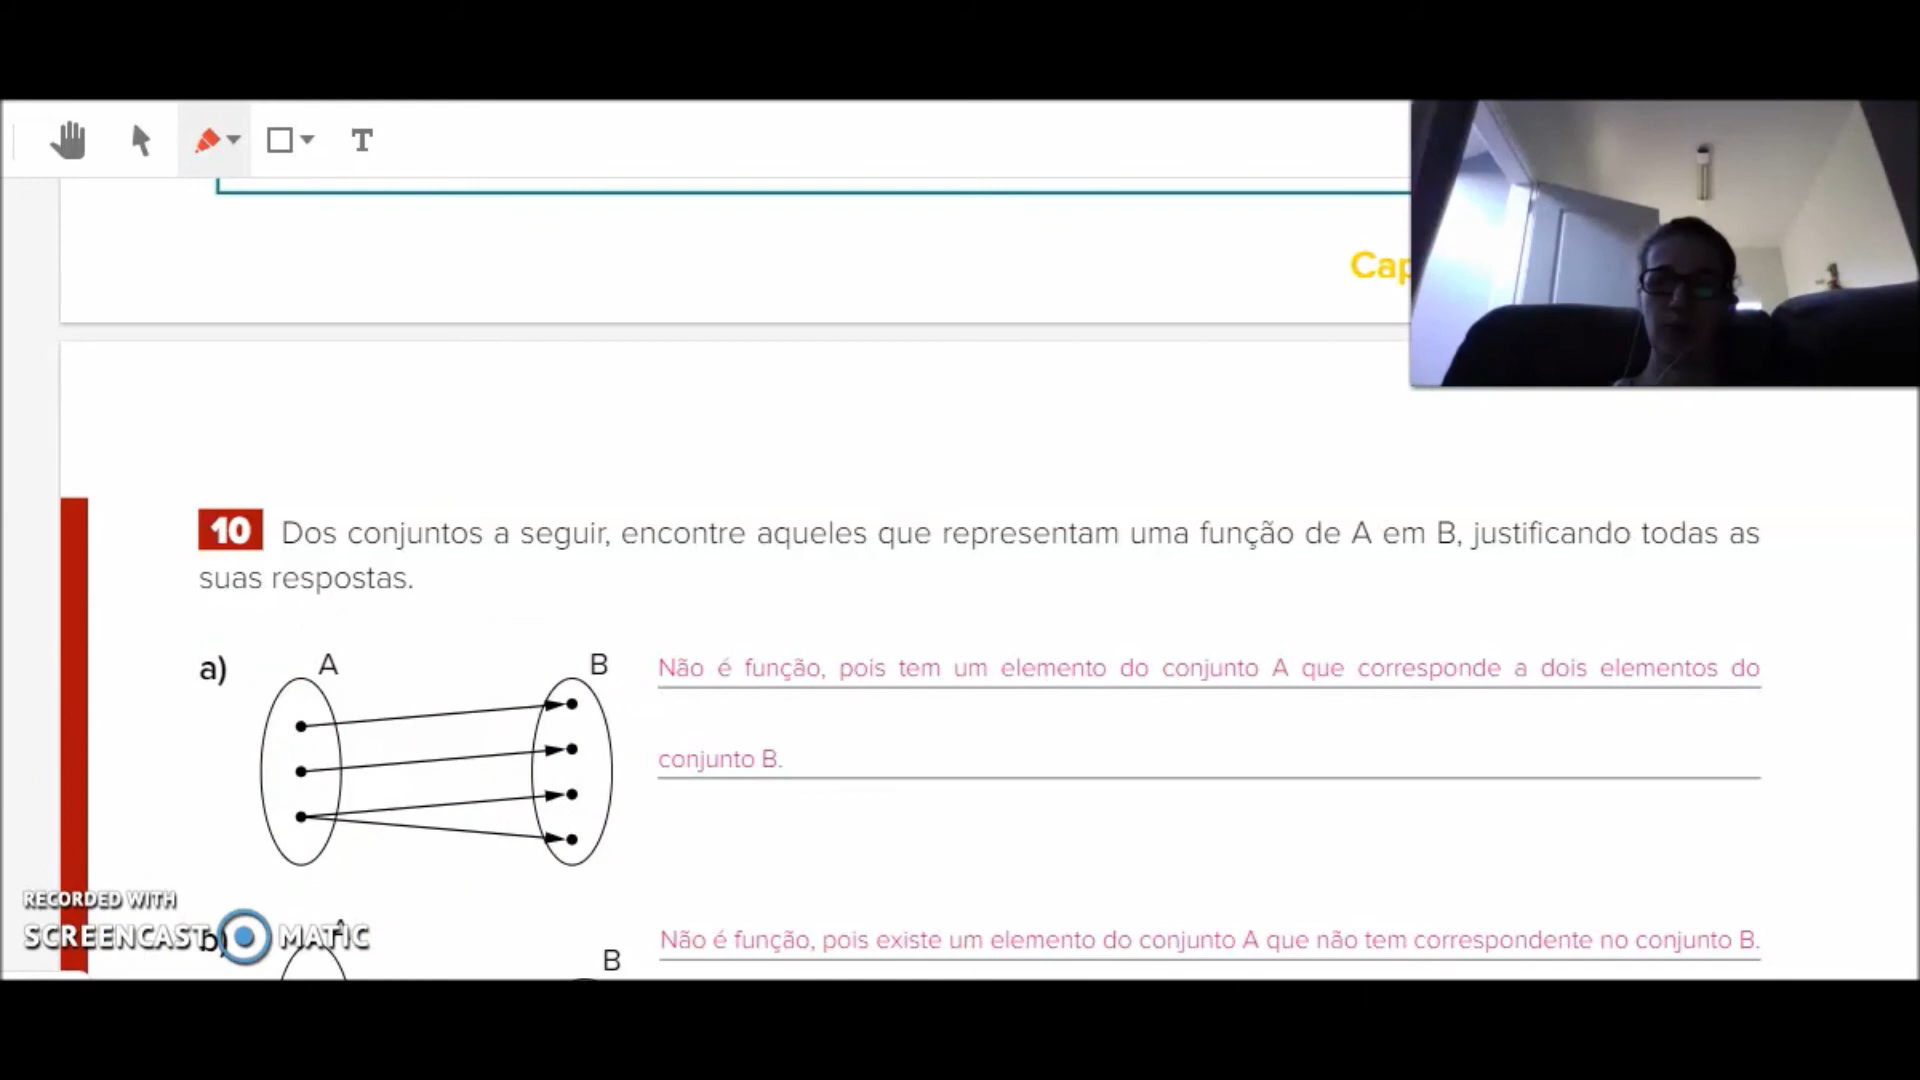 T
Cap
10 Dos conjuntos a seguir, encontre aqueles que representam uma função de A em B, justificando todas as
suas respostas.
a)
A
B
Não é função, pois tem um elemento do conjunto A que corresponde a dois elementos do
conjunto B.
RECORDED WITH
SCREENCAST MATIC
b)
B
Não é função, pois existe um elemento do conjunto A que não tem correspondente no conjunto B.